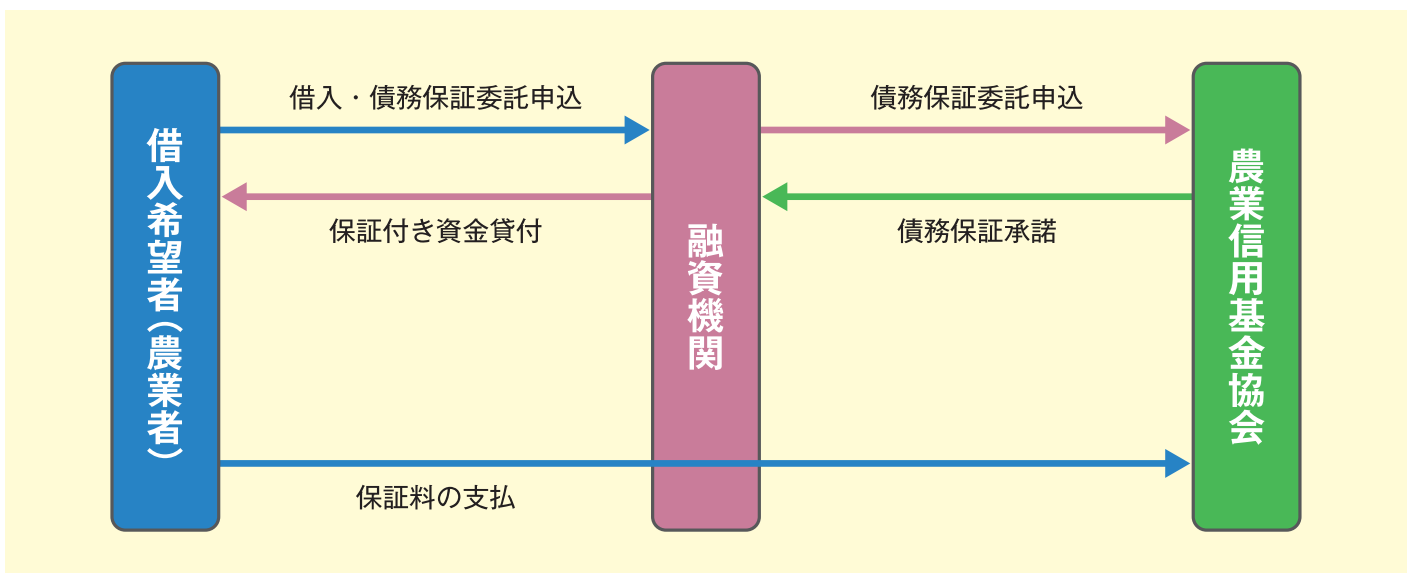 借入希望者（農業者）
借入・債務保証委託申込
保証付き資金貸付
保証料の支払
融資機関
債務保証委託申込
債務保証承諾
農業信用基金協会